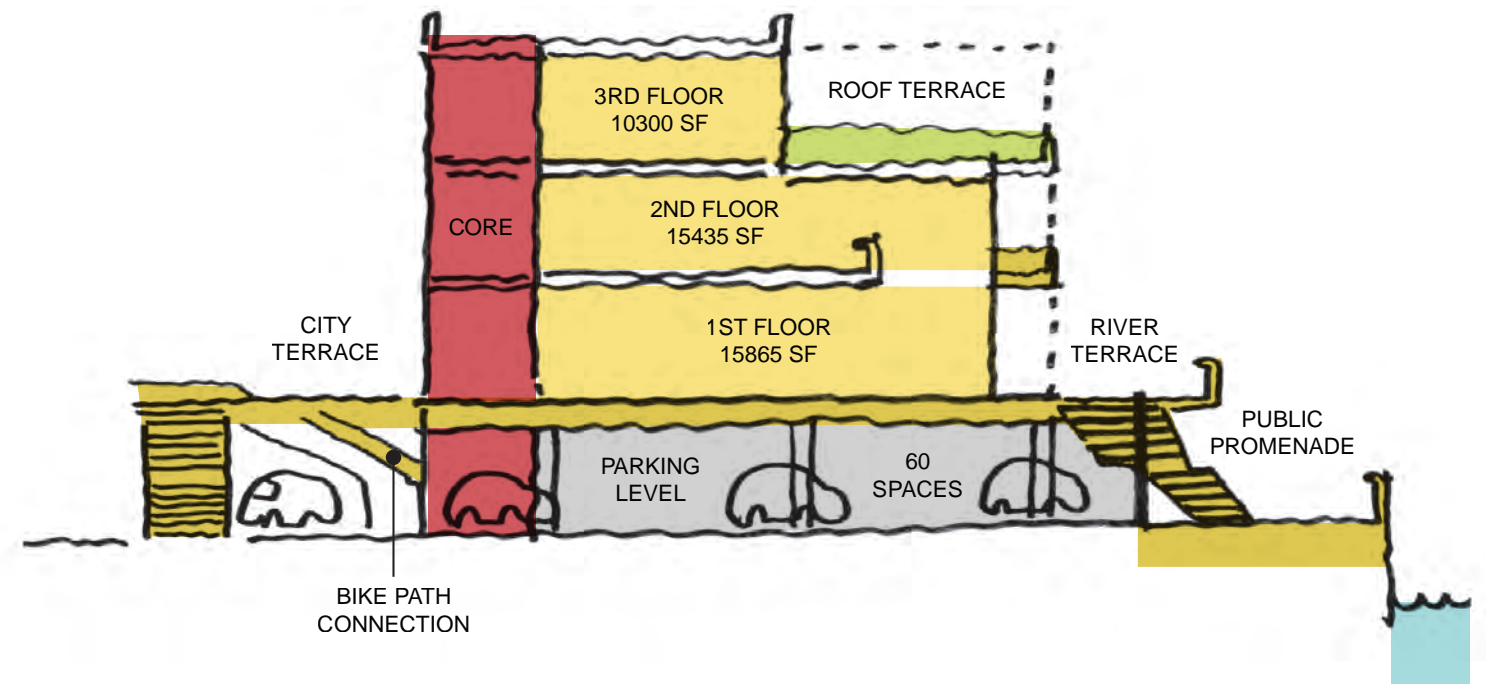 3RD FLOOR
10300 SF
ROOF TERRACE
2ND FLOOR
15435 SF
CORE
CITY
TERRACE
1ST FLOOR
15865 SF
RIVER
TERRACE
PUBLIC
PROMENADE
PARKING
LEVEL
60
SPACES
BIKE PATH
CONNECTION